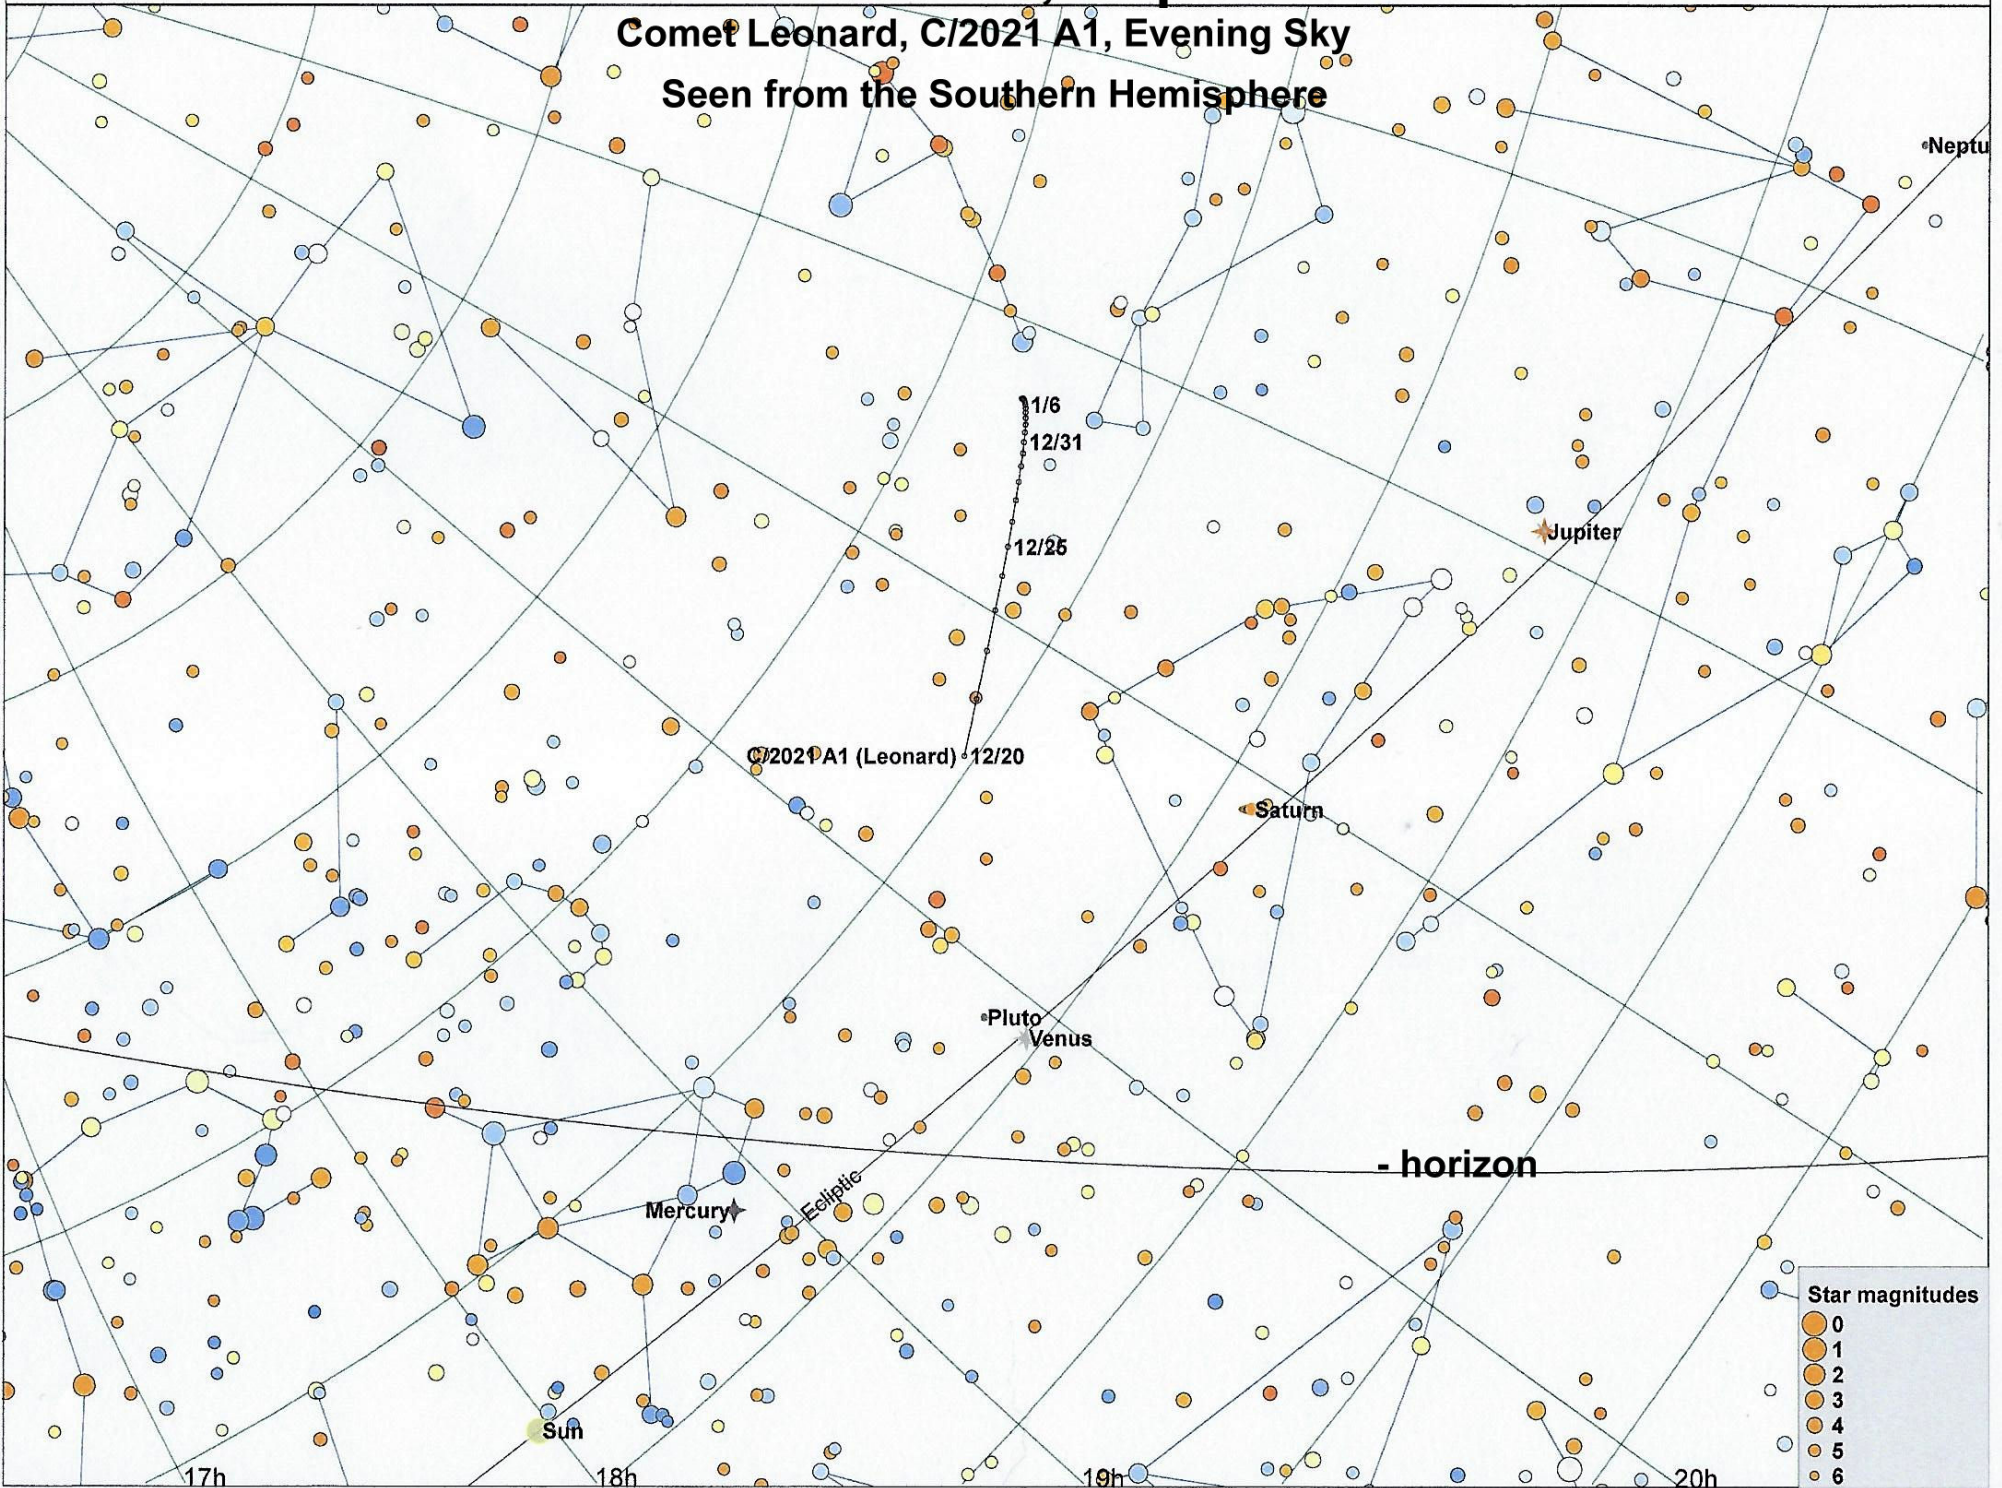 Comet Leonard, C/2021 A1, Evening Sky
Seen from the Southern Hemisphere
Neptu
1/6
12/31
12/25
Jupiter
C/2021 A1 (Leonard)
12/20
Saturn
Pluto
Venus
- horizon
Ecliptic
Mercury
Star magnitudes
0
1
2
3
4
5
6
Sun
17h
18h
19h
20h